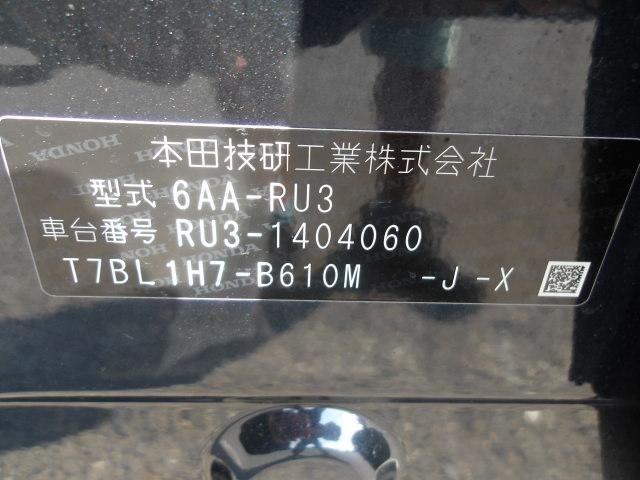 本田技研工業株式会社
型式 6AA-RU3
車台番号 RU3-1404060
T7BL1H7-B610M -J -X